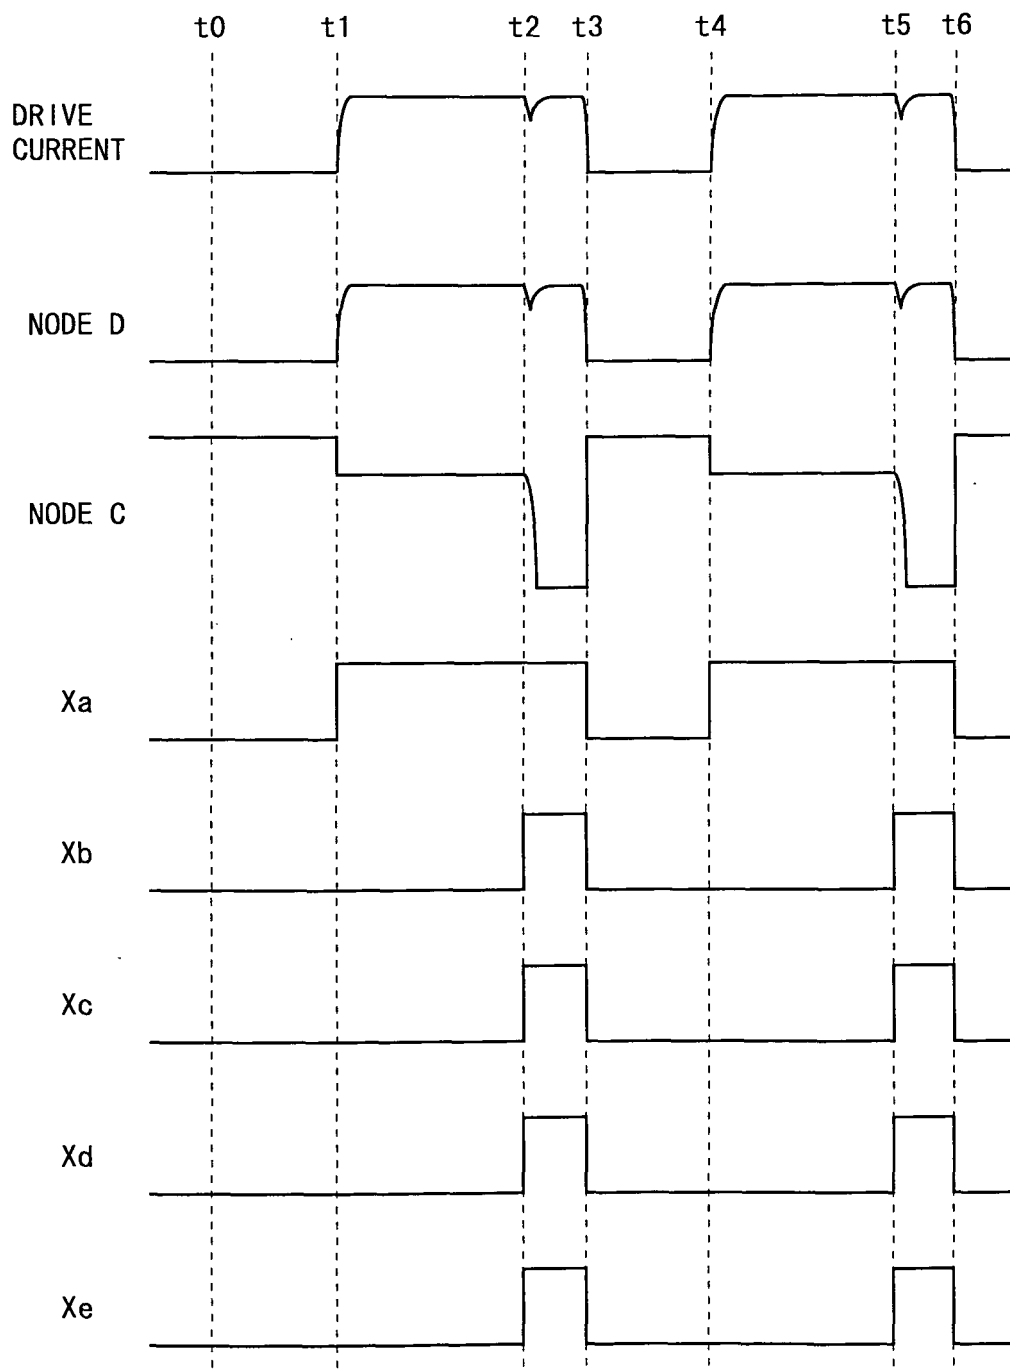 t0 t1 t2 t3 t4 t5 t6
DRIVE
CURRENT
NODE D
NODE C
Xa
Xb
Xc
Xd
Xe